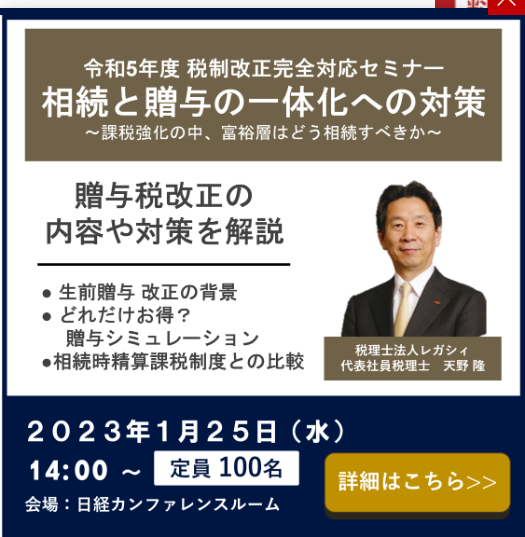 令和5年度 税制改正完全対応セミナー
相続と贈与の一体化への対策
～課税強化の中、富裕層はどう相続すべきか～
贈与税改正の
内容や対策を解説
● 生前贈与 改正の背景
● どれだけお得？
贈与シミュレーション
●相続時精算課税制度との比較
税理士法人レガシィ
代表社員税理士　天野 隆
２０２３年１月２５日（水）
14:00 ～ 定員 100名
詳細はこちら>>
会場：日経カンファレンスルーム